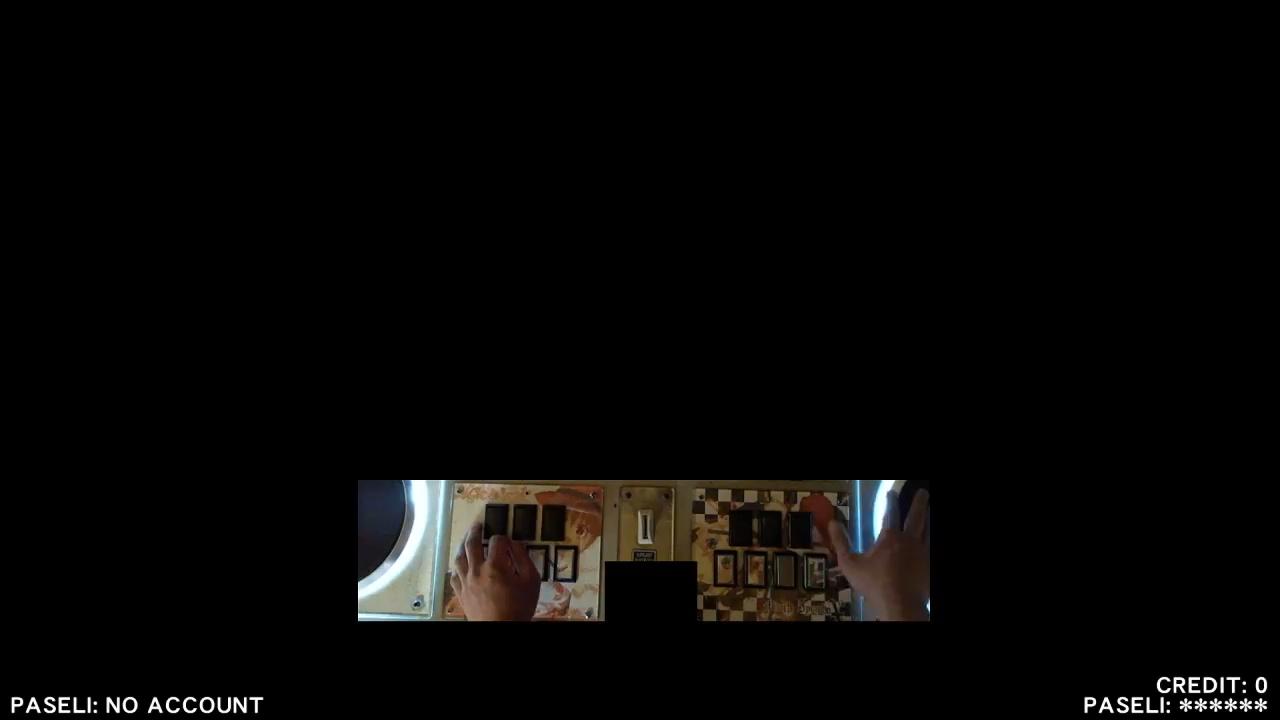 CREDIT: 0
PASELI: NO ACCOUNT
PASELI: ******